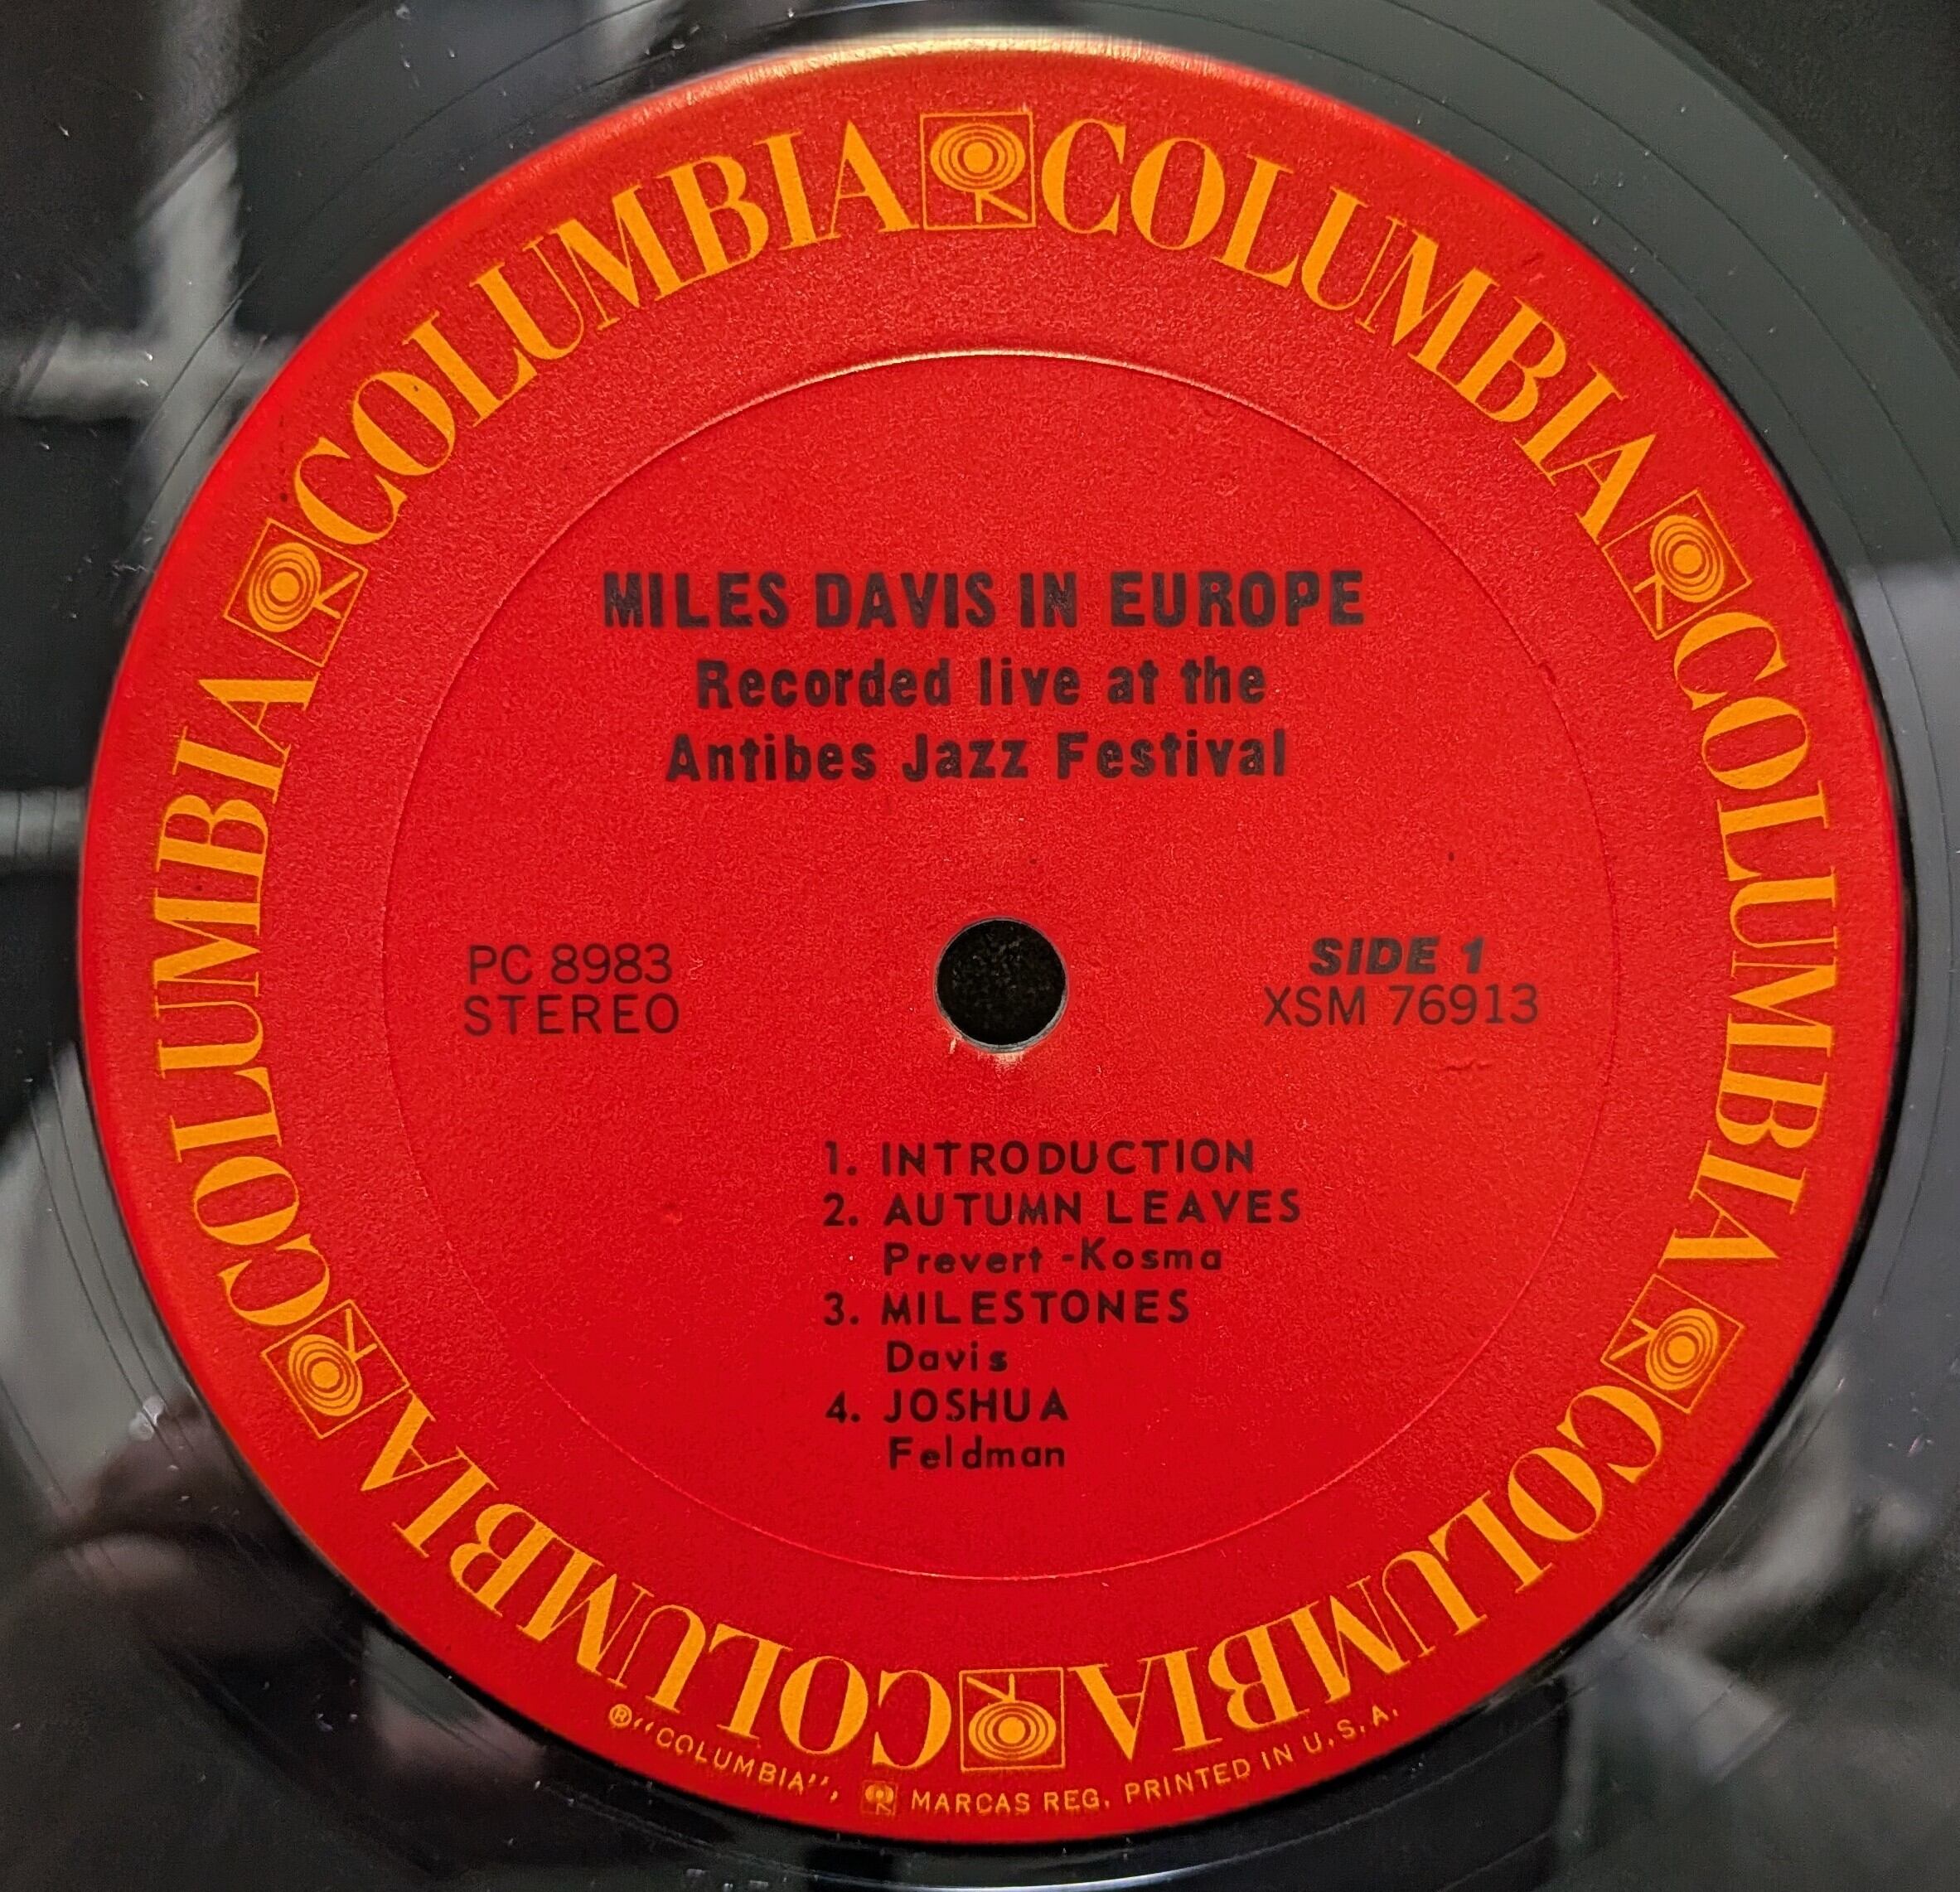 COLUMBIA COLUMBIA COLUMBIA COLUMBIA COLUMBIA COLUMBIA
MILES DAVIS IN EUROPE
Recorded live at the
Antibes Jazz Festival
PC 8983
STEREO
SIDE 1
XSM 76913
1. INTRODUCTION
2. AUTUMN LEAVES
Prevert-Kosma
3. MILESTONES
Davis
4. JOSHUA
Feldman
® "COLUMBIA", MARCAS REG. PRINTED IN U.S.A.